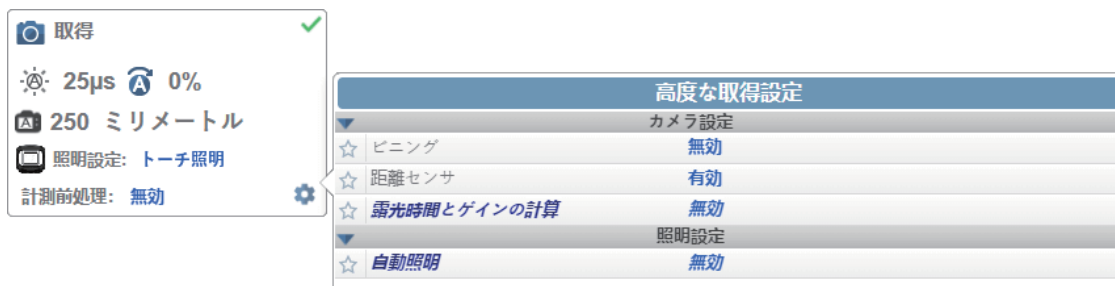 取得
25µs 0%
250 ミリメートル
照明設定: トーチ照明
計測前処理: 無効
高度な取得設定
カメラ設定
ビニング 無効
距離センサ 有効
露光時間とゲインの計算 無効
照明設定
自動照明 無効